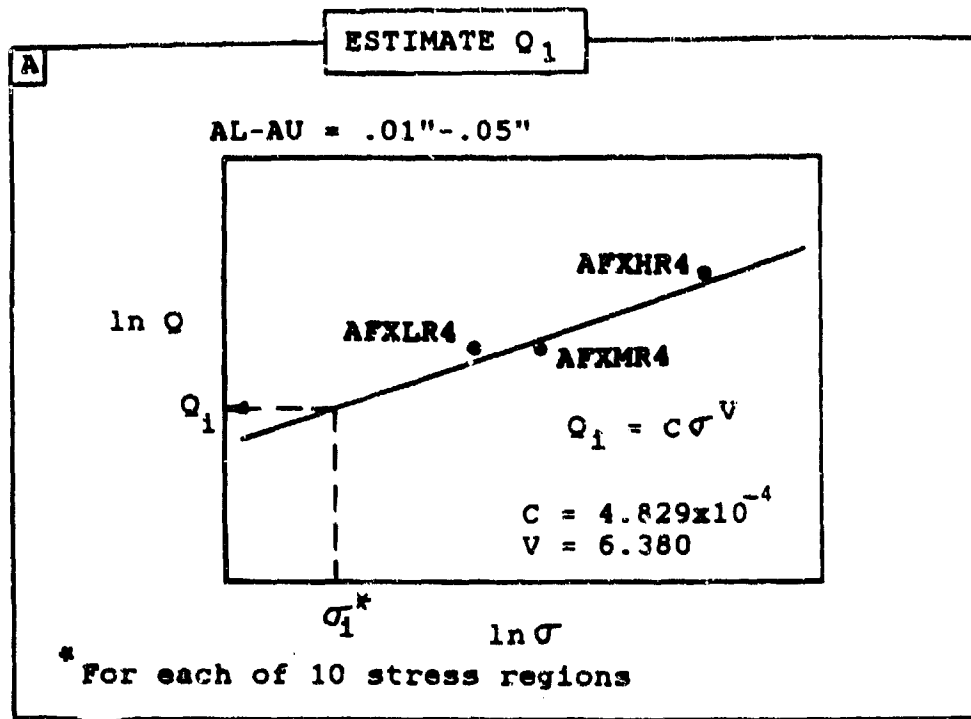 ESTIMATE Q1
A
AL-AU = .01"-.05"
AFXHR4
ln Q
AFXLR4
AFXMR4
Qi
Qi = Cσ^V
C = 4.829x10^-4
V = 6.380
σi*
ln σ
*For each of 10 stress regions